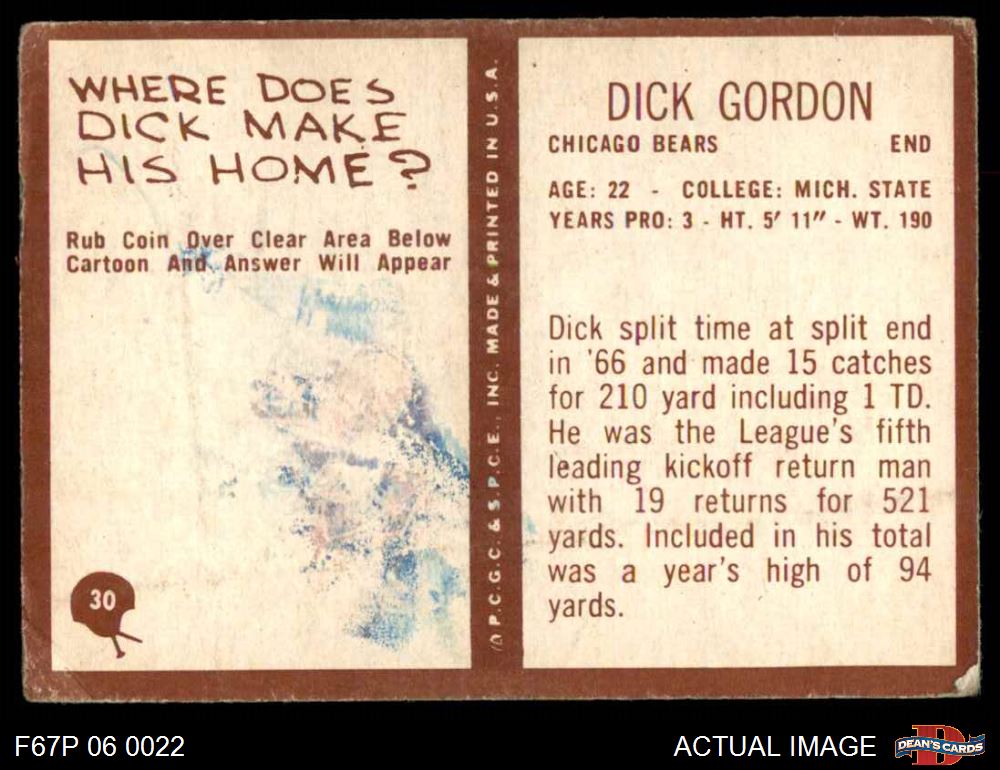 WHERE DOES
DICK MAKE
HIS HOME?
Rub Coin Over Clear Area Below
Cartoon And Answer Will Appear
30
P.C.G.C. & S.P.C.E., INC. MADE & PRINTED IN U.S.A.
DICK GORDON
CHICAGO BEARS END
AGE: 22 - COLLEGE: MICH. STATE
YEARS PRO: 3 - HT. 5' 11" - WT. 190
Dick split time at split end
in '66 and made 15 catches
for 210 yard including 1 TD.
He was the League's fifth
leading kickoff return man
with 19 returns for 521
yards. Included in his total
was a year's high of 94
yards.
F67P 06 0022
ACTUAL IMAGE
DEAN'S CARDS